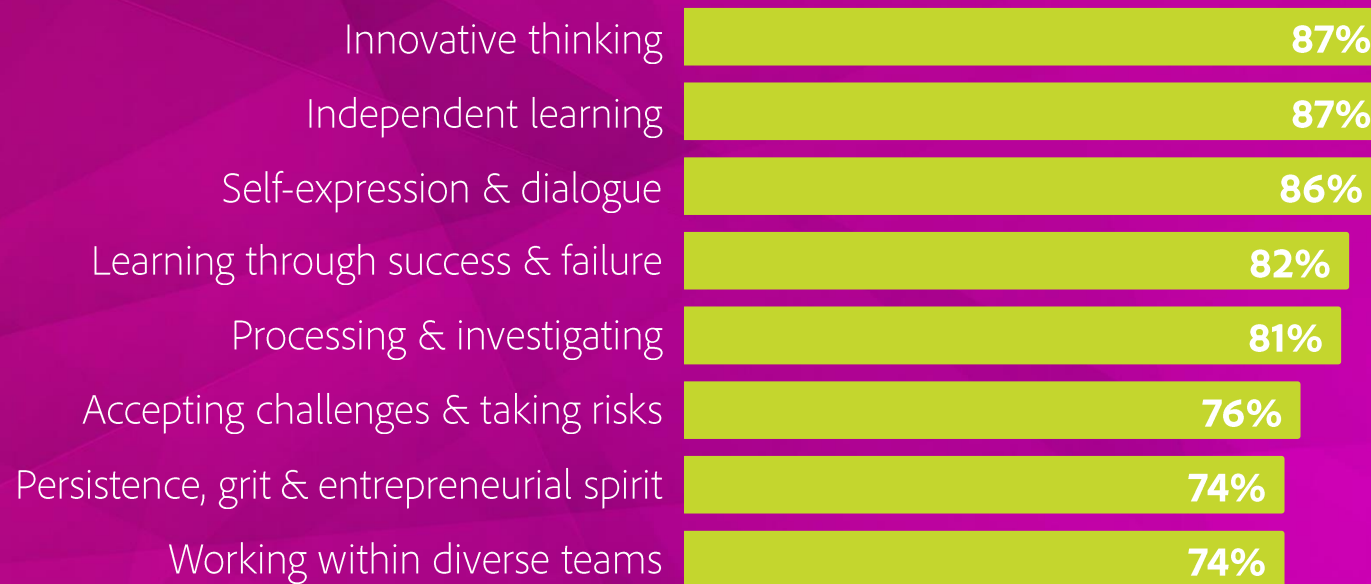 Innovative thinking 87%
Independent learning 87%
Self-expression & dialogue 86%
Learning through success & failure 82%
Processing & investigating 81%
Accepting challenges & taking risks 76%
Persistence, grit & entrepreneurial spirit 74%
Working within diverse teams 74%